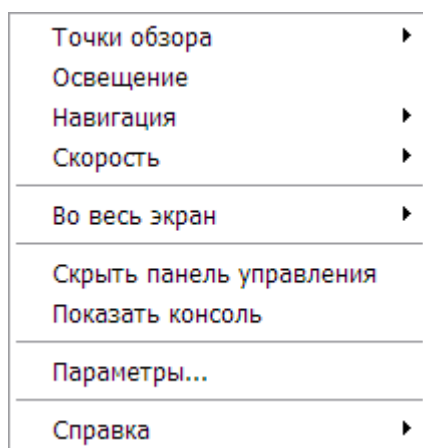 Точки обзора
Освещение
Навигация
Скорость
Во весь экран
Скрыть панель управления
Показать консоль
Параметры...
Справка